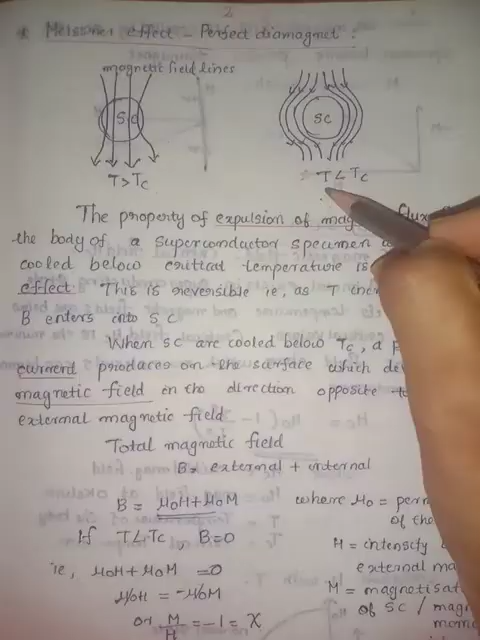 * Meissner effect - Perfect diamagnet :
magnetic field lines
SC
SC
T > Tc
T < Tc
The property of expulsion of flux
the body of a superconductor specimen
cooled below critical temperature is
effect. This is reversible ie, as T
B enters into SC
When SC are cooled below Tc, a
current produces on the surface which
magnetic field in the direction opposite to
external magnetic field
Total magnetic field
B = external + internal
B = μ₀H + μ₀M where μ₀ =
of the
If T < Tc, B = 0
H = intensity
external
ie, μ₀H + μ₀M = 0
M =
μ₀H = -μ₀M
of SC /
or M/H = -1 = χ